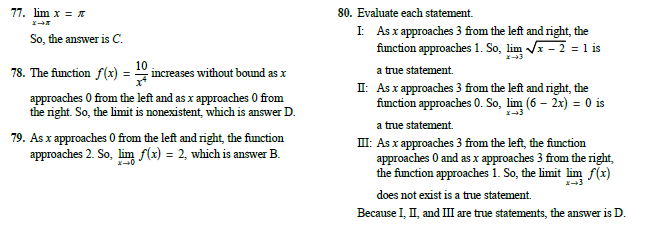 77. lim x = π
x→π
So, the answer is C.
78. The function f(x) = 10/x⁴ increases without bound as x
approaches 0 from the left and as x approaches 0 from
the right. So, the limit is nonexistent, which is answer D.
79. As x approaches 0 from the left and right, the function
approaches 2. So, lim f(x) = 2, which is answer B.
x→0
80. Evaluate each statement.
I: As x approaches 3 from the left and right, the
function approaches 1. So, lim √x − 2 = 1 is
x→3
a true statement.
II: As x approaches 3 from the left and right, the
function approaches 0. So, lim (6 − 2x) = 0 is
x→3
a true statement.
III: As x approaches 3 from the left, the function
approaches 0 and as x approaches 3 from the right,
the function approaches 1. So, the limit lim f(x)
x→3
does not exist is a true statement.
Because I, II, and III are true statements, the answer is D.